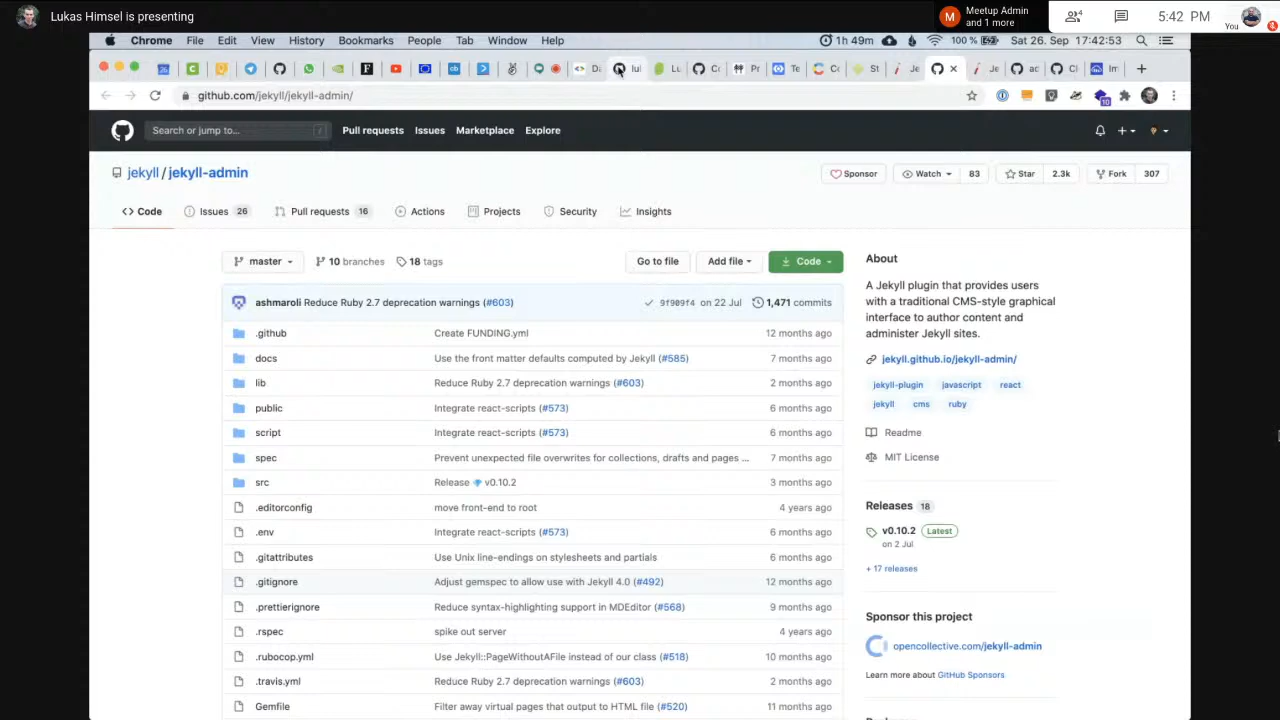 Lukas Himsel is presenting
M
Meetup Admin
and 1 more
4
5:42 PM
You
Chrome File Edit View History Bookmarks People Tab Window Help
1h 49m 100 % Sat 26. Sep 17:42:53
github.com/jekyll/jekyll-admin/
10
Search or jump to... /
Pull requests Issues Marketplace Explore
jekyll / jekyll-admin
Sponsor Watch 83 Star 2.3k Fork 307
Code Issues 26 Pull requests 16 Actions Projects Security Insights
master 10 branches 18 tags Go to file Add file Code
ashmaroli Reduce Ruby 2.7 deprecation warnings (#603) 9f909f4 on 22 Jul 1,471 commits
.github Create FUNDING.yml 12 months ago
docs Use the front matter defaults computed by Jekyll (#585) 7 months ago
lib Reduce Ruby 2.7 deprecation warnings (#603) 2 months ago
public Integrate react-scripts (#573) 6 months ago
script Integrate react-scripts (#573) 6 months ago
spec Prevent unexpected file overwrites for collections, drafts and pages ... 7 months ago
src Release v0.10.2 3 months ago
.editorconfig move front-end to root 4 years ago
.env Integrate react-scripts (#573) 6 months ago
.gitattributes Use Unix line-endings on stylesheets and partials 6 months ago
.gitignore Adjust gemspec to allow use with Jekyll 4.0 (#492) 12 months ago
.prettierignore Reduce syntax-highlighting support in MDEditor (#568) 9 months ago
.rspec spike out server 4 years ago
.rubocop.yml Use Jekyll::PageWithoutAFile instead of our class (#518) 10 months ago
.travis.yml Reduce Ruby 2.7 deprecation warnings (#603) 2 months ago
Gemfile Filter away virtual pages that output to HTML file (#520) 11 months ago
About
A Jekyll plugin that provides users
with a traditional CMS-style graphical
interface to author content and
administer Jekyll sites.
jekyll.github.io/jekyll-admin/
jekyll-plugin javascript react
jekyll cms ruby
Readme
MIT License
Releases 18
v0.10.2 Latest
on 2 Jul
+ 17 releases
Sponsor this project
opencollective.com/jekyll-admin
Learn more about GitHub Sponsors